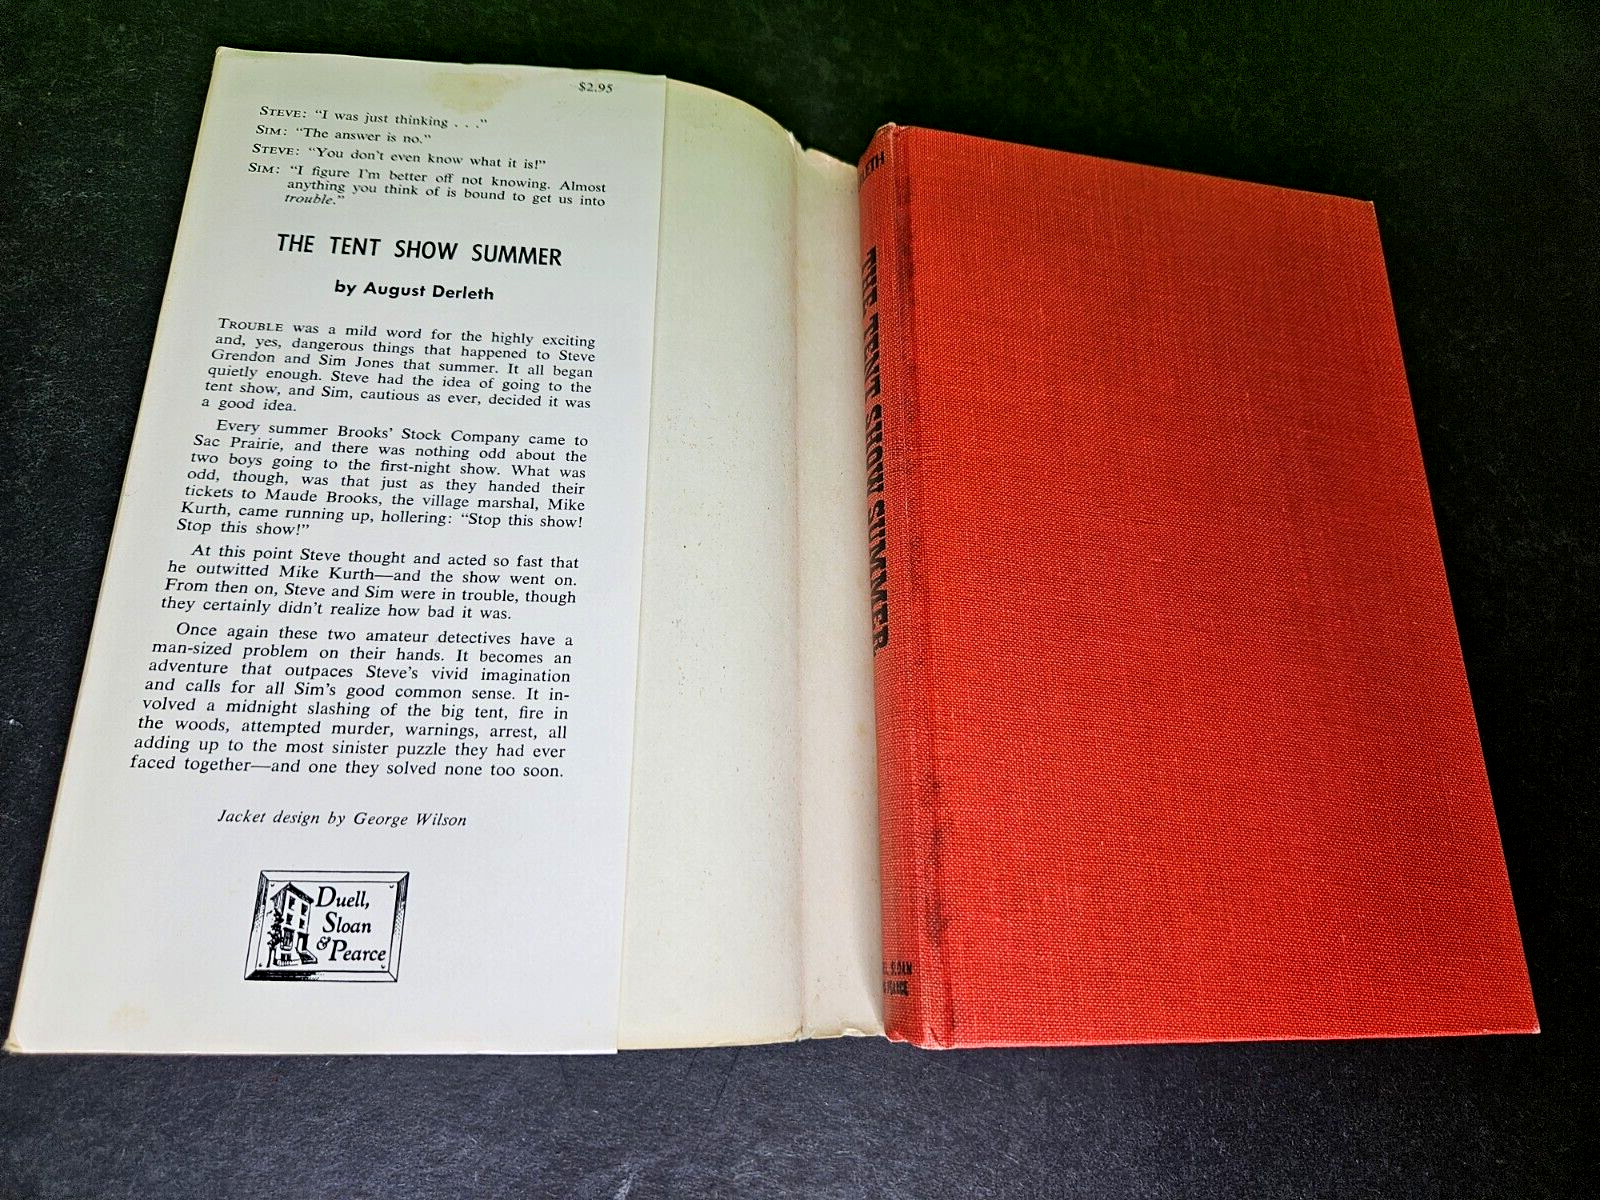 $2.95
STEVE: "I was just thinking . . ."
SIM: "The answer is no."
STEVE: "You don't even know what it is!"
SIM: "I figure I'm better off not knowing. Almost
anything you think of is bound to get us into
trouble."
THE TENT SHOW SUMMER
by August Derleth
TROUBLE was a mild word for the highly exciting
and, yes, dangerous things that happened to Steve
Grendon and Sim Jones that summer. It all began
quietly enough. Steve had the idea of going to the
tent show, and Sim, cautious as ever, decided it was
a good idea.
Every summer Brooks' Stock Company came to
Sac Prairie, and there was nothing odd about the
two boys going to the first-night show. What was
odd, though, was that just as they handed their
tickets to Maude Brooks, the village marshal, Mike
Kurth, came running up, hollering: "Stop this show!
Stop this show!"
At this point Steve thought and acted so fast that
he outwitted Mike Kurth—and the show went on.
From then on, Steve and Sim were in trouble, though
they certainly didn't realize how bad it was.
Once again these two amateur detectives have a
man-sized problem on their hands. It becomes an
adventure that outpaces Steve's vivid imagination
and calls for all Sim's good common sense. It in-
volved a midnight slashing of the big tent, fire in
the woods, attempted murder, warnings, arrest, all
adding up to the most sinister puzzle they had ever
faced together—and one they solved none too soon.
Jacket design by George Wilson
Duell,
Sloan
& Pearce
THE TENT SHOW SUMMER
SLOAN